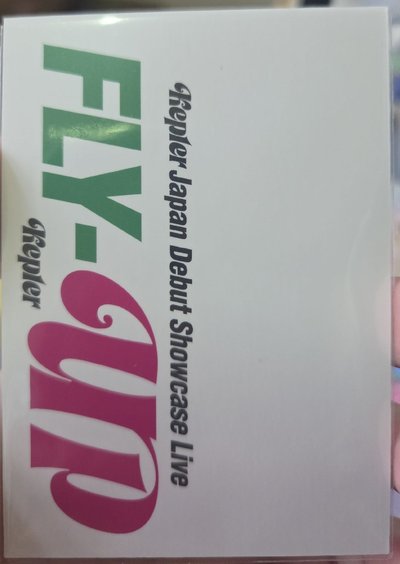 Kep1er Japan Debut Showcase Live
FLY-UP
Kep1er